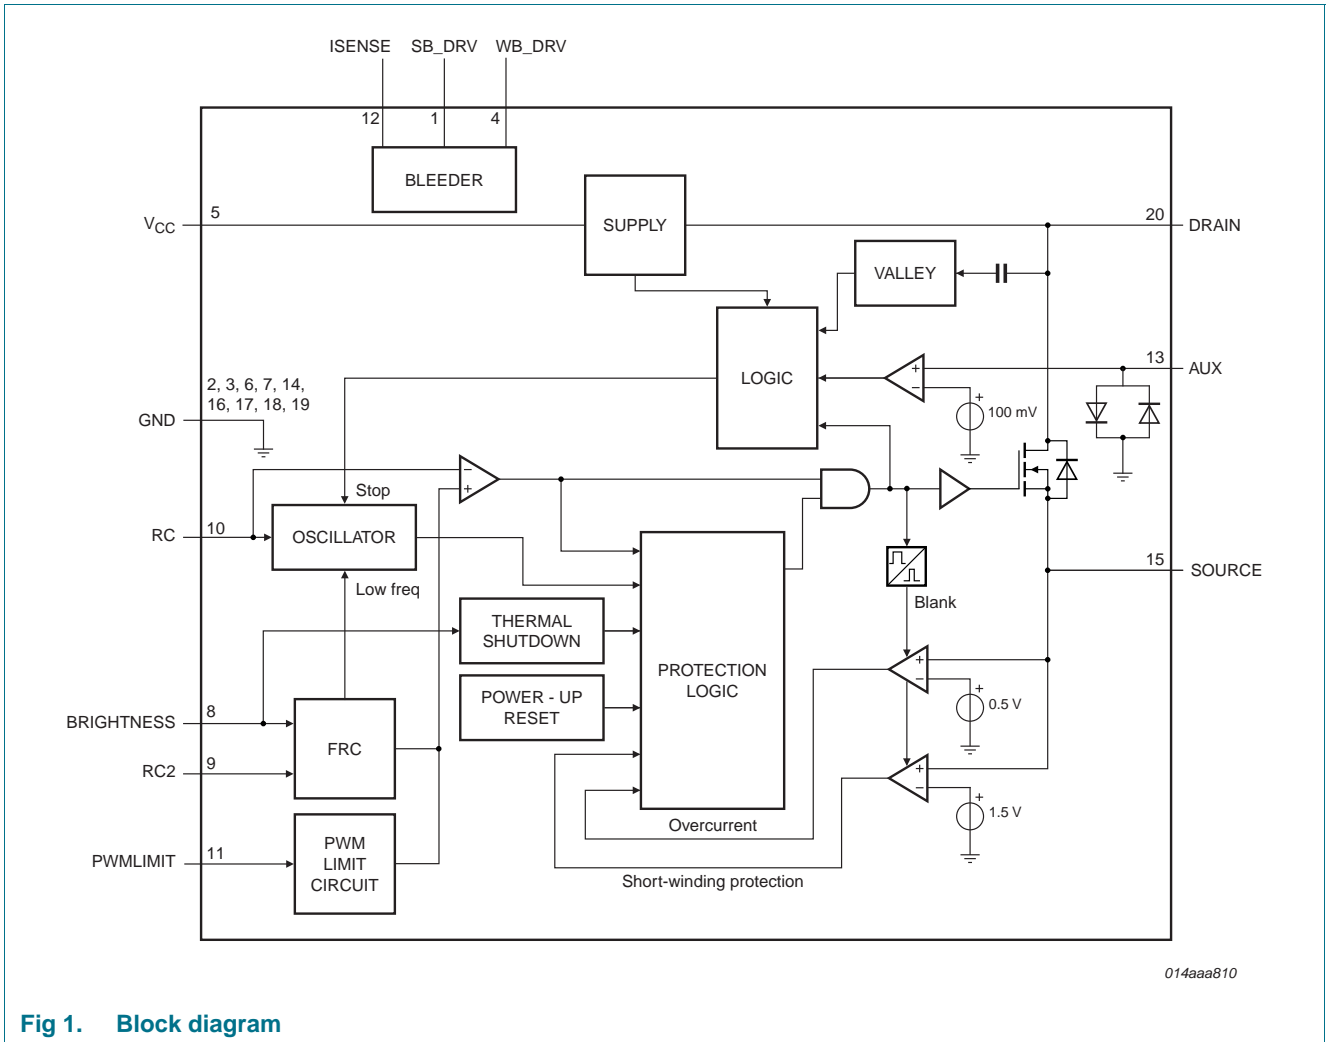 ISENSE SB_DRV WB_DRV
12 1 4
BLEEDER
VCC
5
SUPPLY
20
DRAIN
VALLEY
13
AUX
LOGIC
+
−
+
100 mV
2, 3, 6, 7, 14,
16, 17, 18, 19
GND
−
+
Stop
RC
10
OSCILLATOR
Low freq
15
SOURCE
Blank
THERMAL
SHUTDOWN
PROTECTION
LOGIC
POWER - UP
RESET
+
−
+
0.5 V
BRIGHTNESS
8
FRC
RC2
9
+
−
+
1.5 V
Overcurrent
PWMLIMIT
11
PWM
LIMIT
CIRCUIT
Short-winding protection
014aaa810
Fig 1. Block diagram